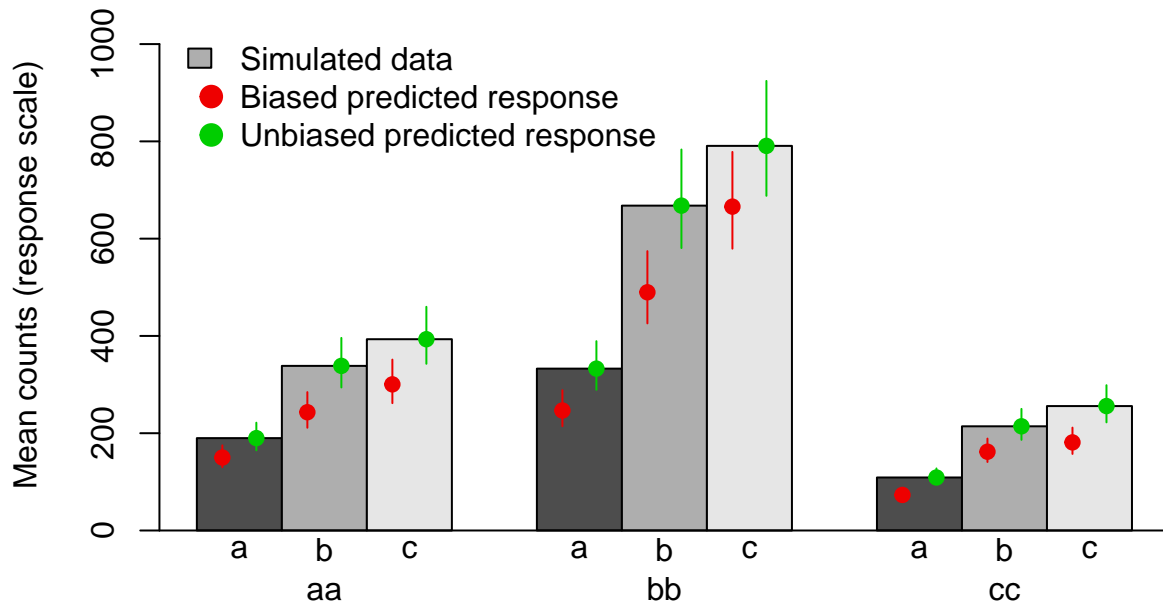 Mean counts (response scale)
1000
800
600
400
200
0
Simulated data
Biased predicted response
Unbiased predicted response
a b c a b c a b c
aa bb cc